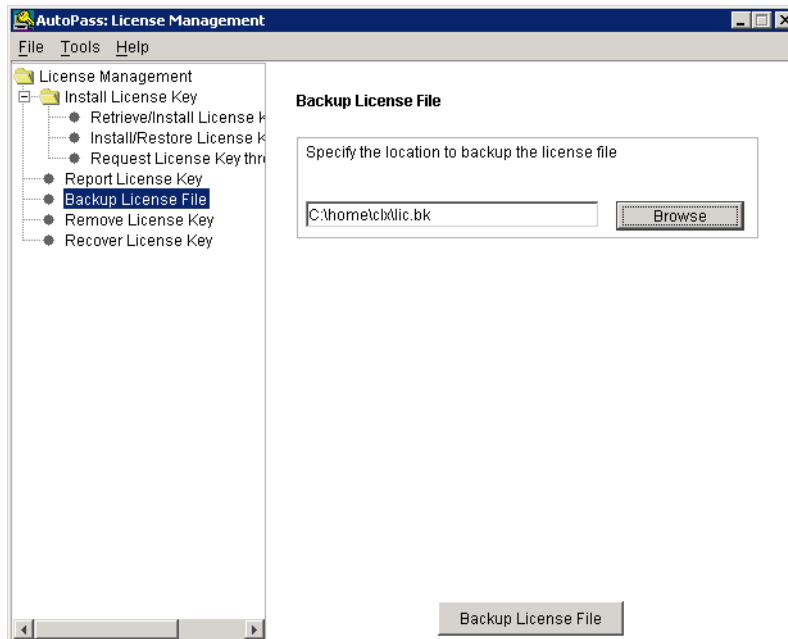 AutoPass: License Management
File Tools Help
License Management
Install License Key
Retrieve/Install License K
Install/Restore License K
Request License Key thr
Report License Key
Backup License File
Remove License Key
Recover License Key
Backup License File
Specify the location to backup the license file
C:\home\clx\lic.bk
Browse
Backup License File